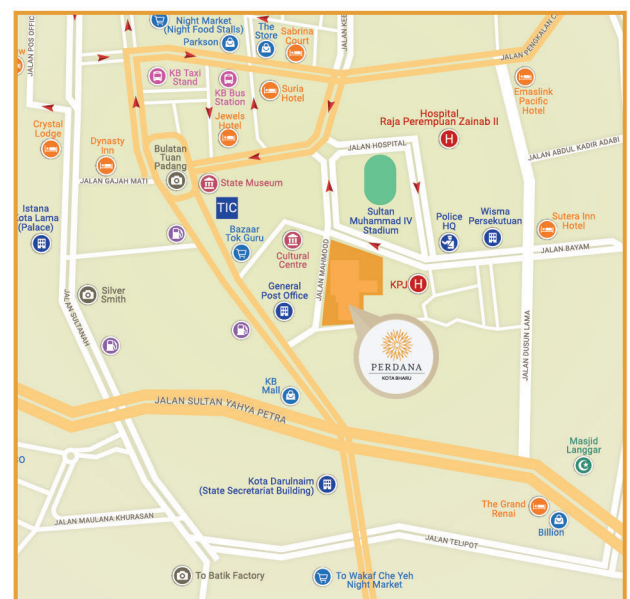 Night Market
(Night Food Stalls)
Parkson
The
Store
Sabrina
Court
JALAN POS OFFIC
JALAN KEE
JALAN PENGKALAN C
KB Taxi
Stand
KB Bus
Station
Suria
Hotel
Emaslink
Pacific
Hotel
Crystal
Lodge
Dynasty
Inn
Jewels
Hotel
Hospital
Raja Perempuan Zainab II
Bulatan
Tuan
Padang
JALAN HOSPITAL
JALAN ABDUL KADIR ADABI
JALAN GAJAH MATI
State Museum
TIC
Istana
Kota Lama
(Palace)
Bazaar
Tok Guru
Cultural
Centre
Sultan
Muhammad IV
Stadium
Police
HQ
Wisma
Persekutuan
Sutera Inn
Hotel
JALAN BAYAM
JALAN MAHMOOD
KPJ
H
H
General
Post Office
Silver
Smith
JALAN SULTANAH
JALAN DUSUN LAMA
PERDANA
KOTA BHARU
KB
Mall
JALAN SULTAN YAHYA PETRA
Masjid
Langgar
CO
Kota Darulnaim
(State Secretariat Building)
The Grand
Renai
Billion
JALAN MAULANA KHURASAN
JALAN TELIPOT
To Batik Factory
To Wakaf Che Yeh
Night Market